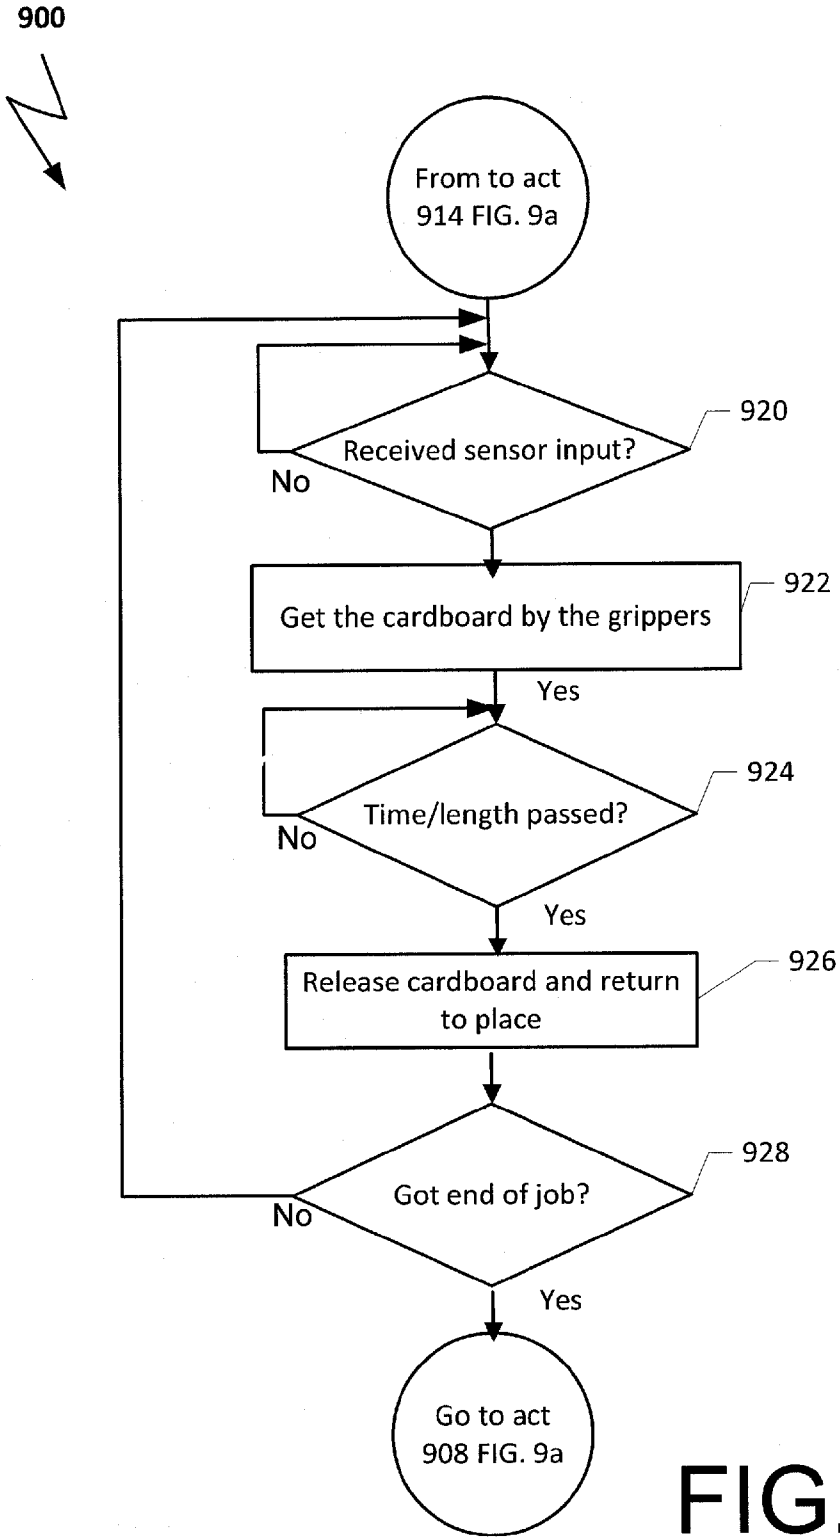 900
From to act
914 FIG. 9a
920
Received sensor input?
No
922
Get the cardboard by the grippers
Yes
924
Time/length passed?
No
Yes
926
Release cardboard and return
to place
928
Got end of job?
No
Yes
Go to act
908 FIG. 9a
FIG.